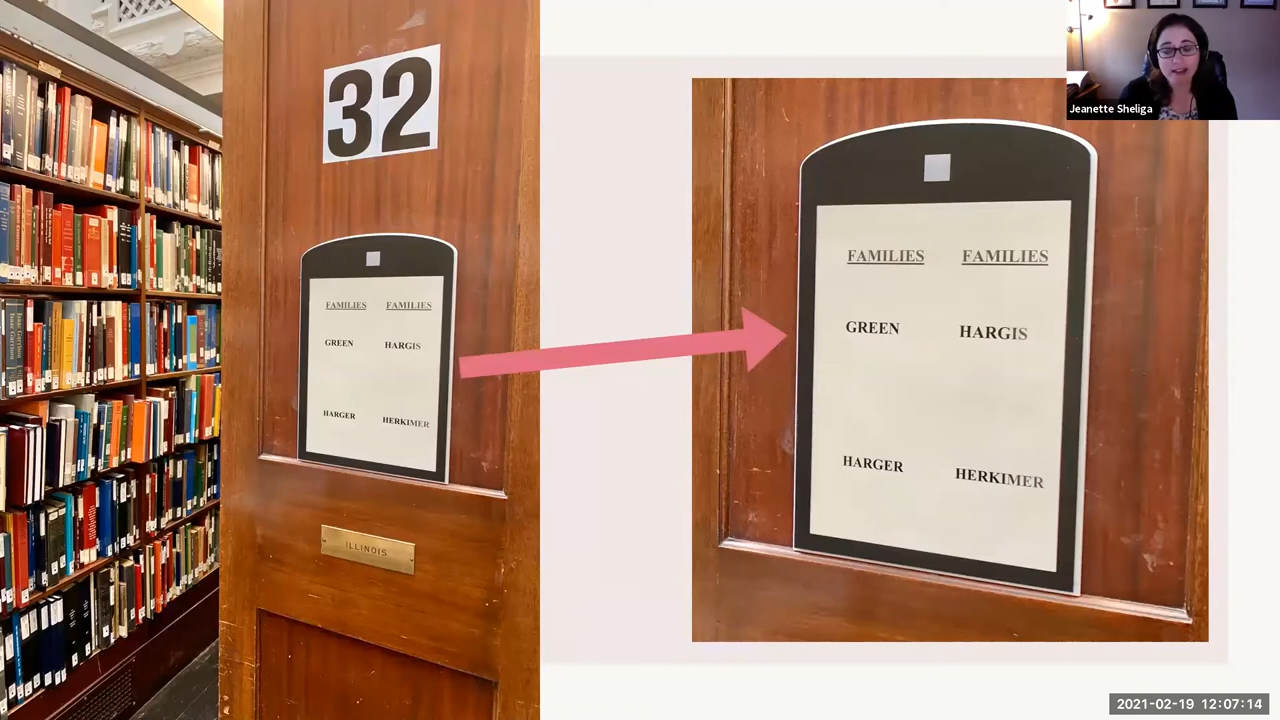 32
FAMILIES FAMILIES
GREEN HARGIS
HARGER HERKIMER
ILLINOIS
FAMILIES FAMILIES
GREEN HARGIS
HARGER HERKIMER
Jeanette Sheliga
2021-02-19 12:07:14